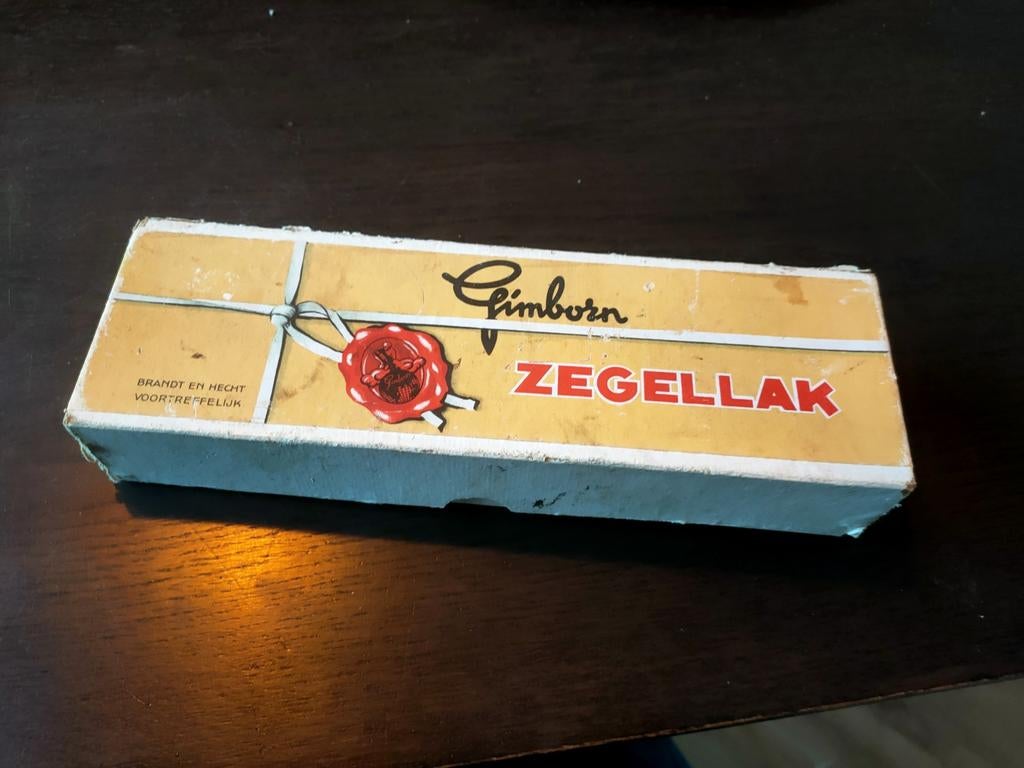 Gimborn
ZEGELLAK
BRANDT EN HECHT
VOORTREFFELIJK